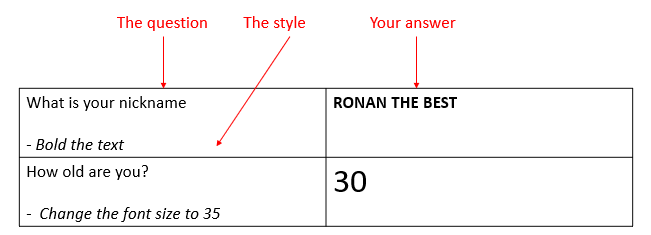 The question
The style
Your answer
What is your nickname
- Bold the text
RONAN THE BEST
How old are you?
- Change the font size to 35
30